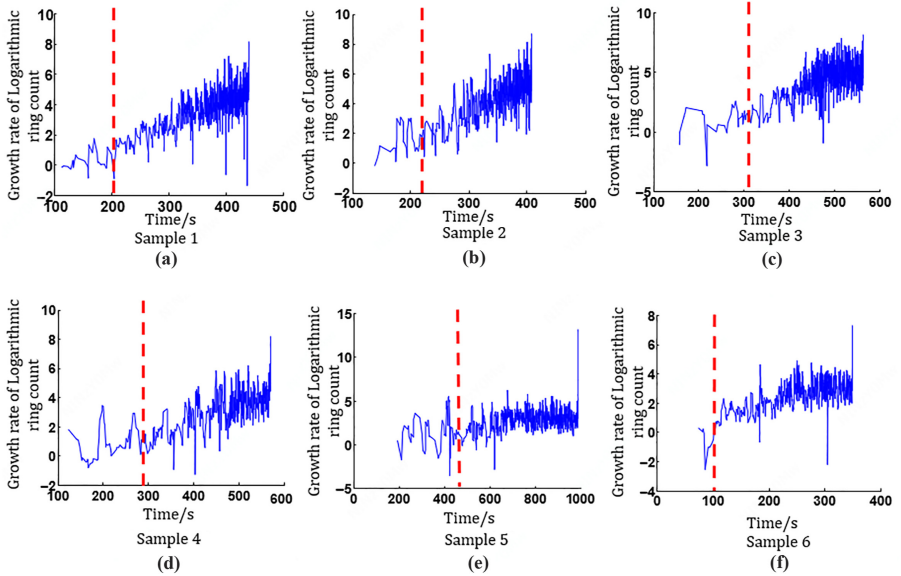 Growth rate of Logarithmic
ring count
10
8
6
4
2
0
−2
100 200 300 400 500
Time/s
Sample 1
(a)
Growth rate of Logarithmic
ring count
10
8
6
4
2
0
−2
100 200 300 400 500
Time/s
Sample 2
(b)
Growth rate of Logarithmic
ring count
10
5
0
−5
100 200 300 400 500 600
Time/s
Sample 3
(c)
Growth rate of Logarithmic
ring count
10
8
6
4
2
0
−2
100 200 300 400 500 600
Time/s
Sample 4
(d)
Growth rate of Logarithmic
ring count
15
10
5
0
−5
0 200 400 600 800 1000
Time/s
Sample 5
(e)
Growth rate of Logarithmic
ring count
8
6
4
2
0
−2
−4
0 100 200 300 400
Time/s
Sample 6
(f)